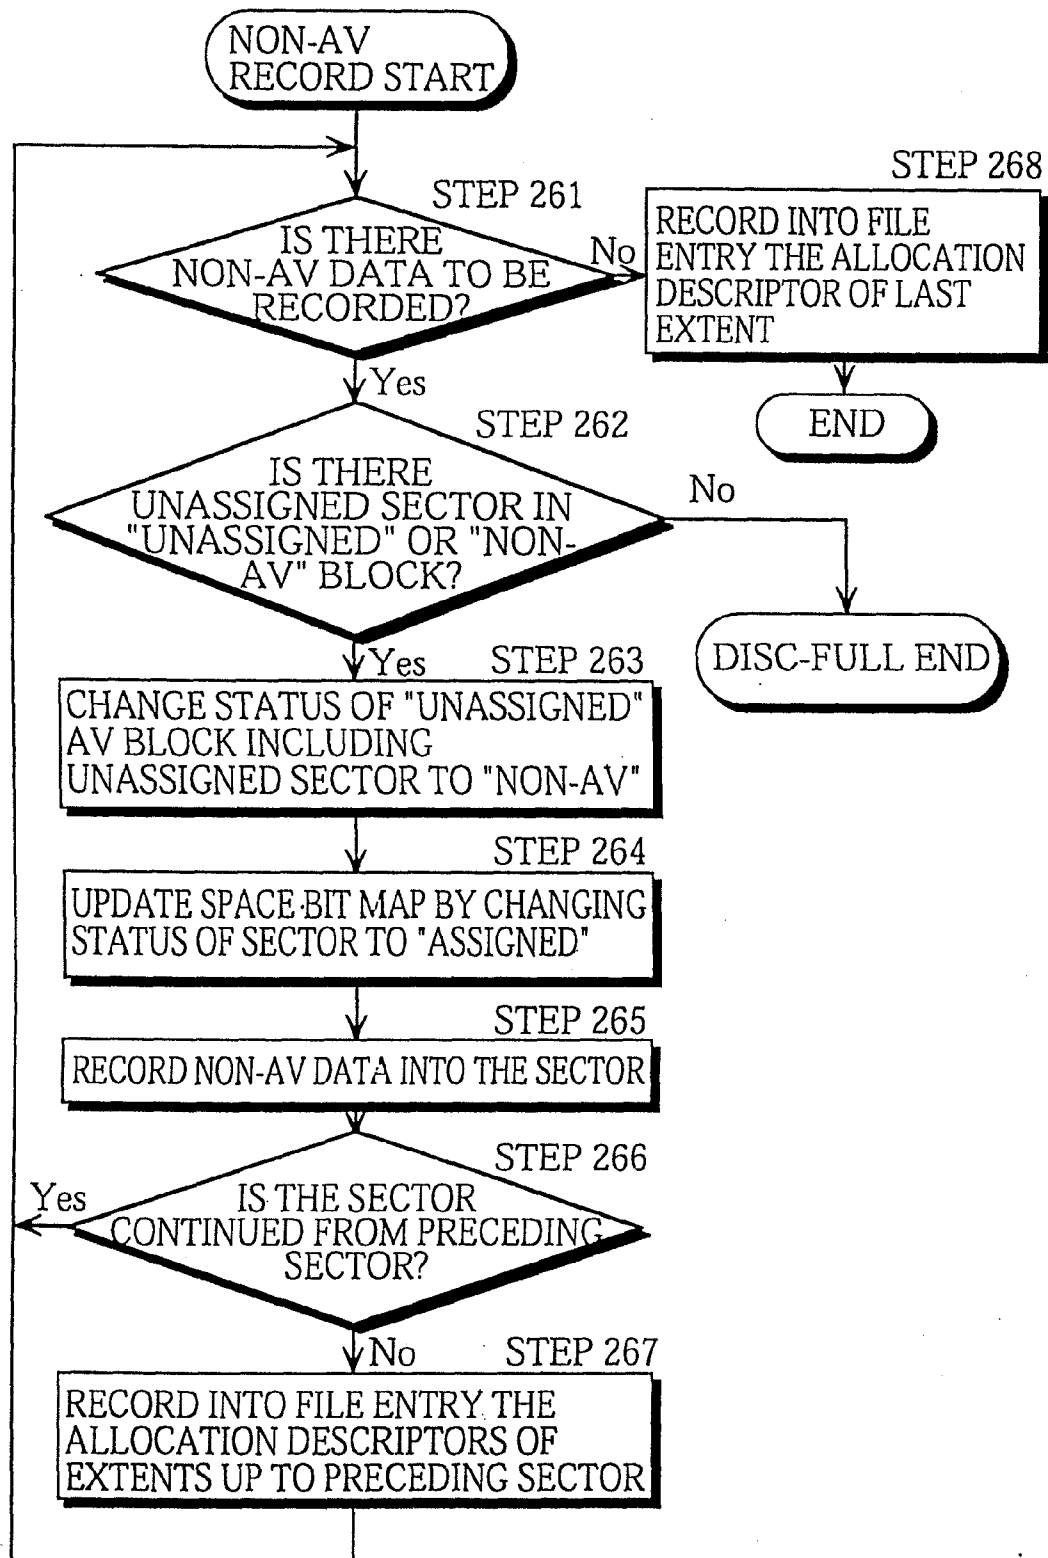 NON-AV
RECORD START
STEP 261
IS THERE
NON-AV DATA TO BE
RECORDED?
No
STEP 268
RECORD INTO FILE
ENTRY THE ALLOCATION
DESCRIPTOR OF LAST
EXTENT
END
Yes
STEP 262
IS THERE
UNASSIGNED SECTOR IN
"UNASSIGNED" OR "NON-
AV" BLOCK?
No
DISC-FULL END
Yes
STEP 263
CHANGE STATUS OF "UNASSIGNED"
AV BLOCK INCLUDING
UNASSIGNED SECTOR TO "NON-AV"
STEP 264
UPDATE SPACE BIT MAP BY CHANGING
STATUS OF SECTOR TO "ASSIGNED"
STEP 265
RECORD NON-AV DATA INTO THE SECTOR
STEP 266
Yes
IS THE SECTOR
CONTINUED FROM PRECEDING
SECTOR?
No
STEP 267
RECORD INTO FILE ENTRY THE
ALLOCATION DESCRIPTORS OF
EXTENTS UP TO PRECEDING SECTOR